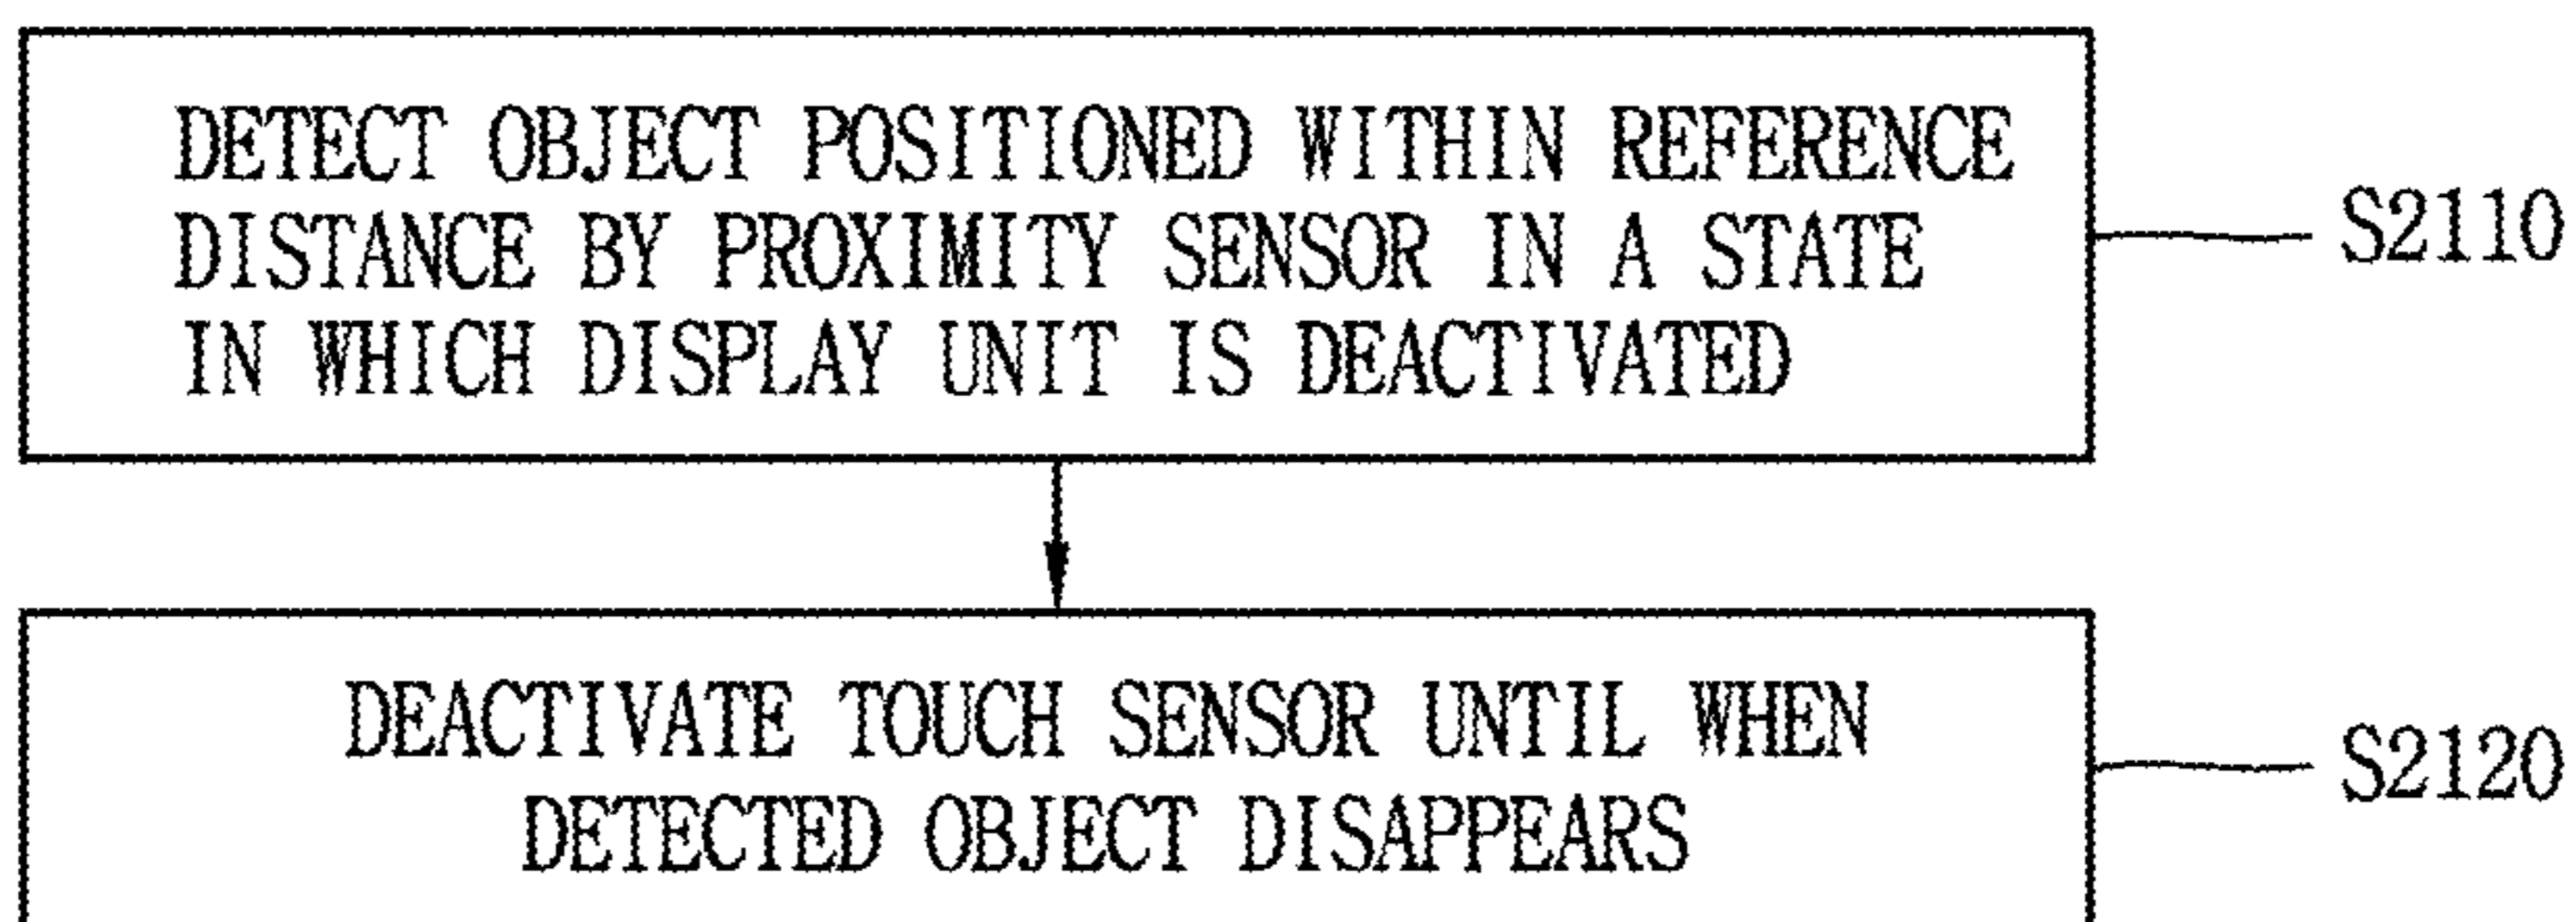 DETECT OBJECT POSITIONED WITHIN REFERENCE
DISTANCE BY PROXIMITY SENSOR IN A STATE
IN WHICH DISPLAY UNIT IS DEACTIVATED
S2110
DEACTIVATE TOUCH SENSOR UNTIL WHEN
DETECTED OBJECT DISAPPEARS
S2120